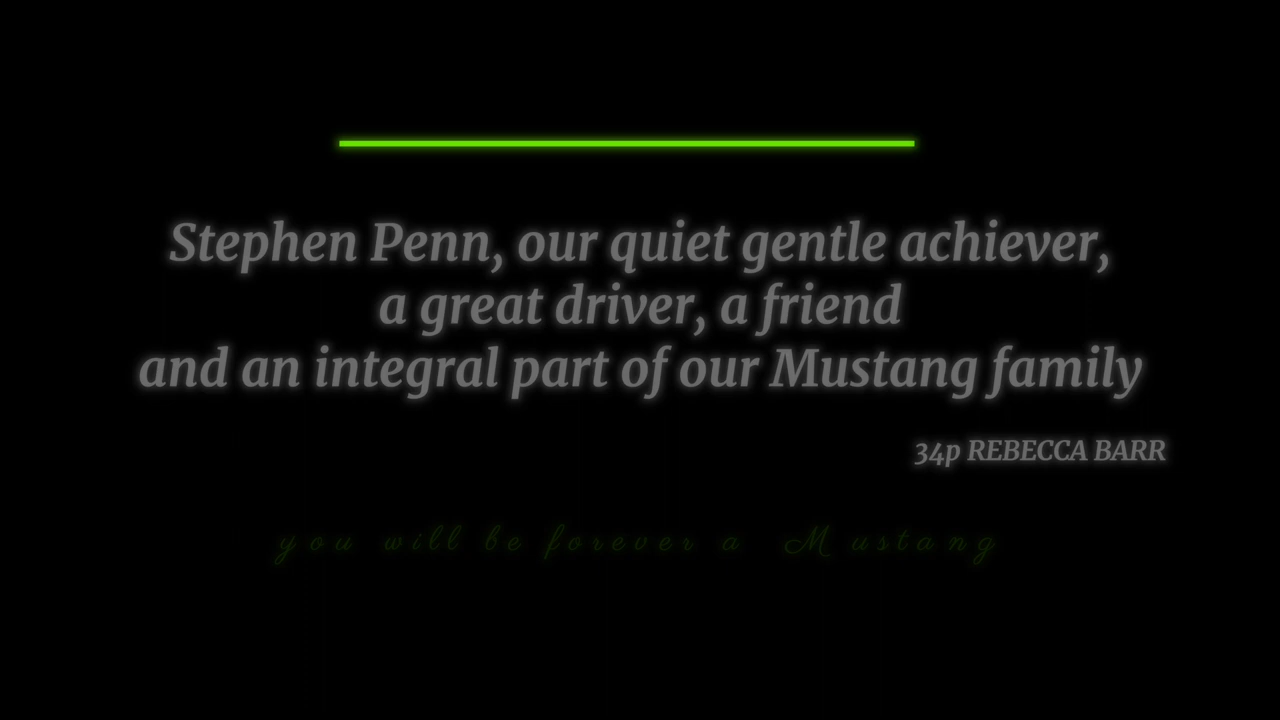 Stephen Penn, our quiet gentle achiever,
a great driver, a friend
and an integral part of our Mustang family
34p REBECCA BARR
you will be forever a Mustang